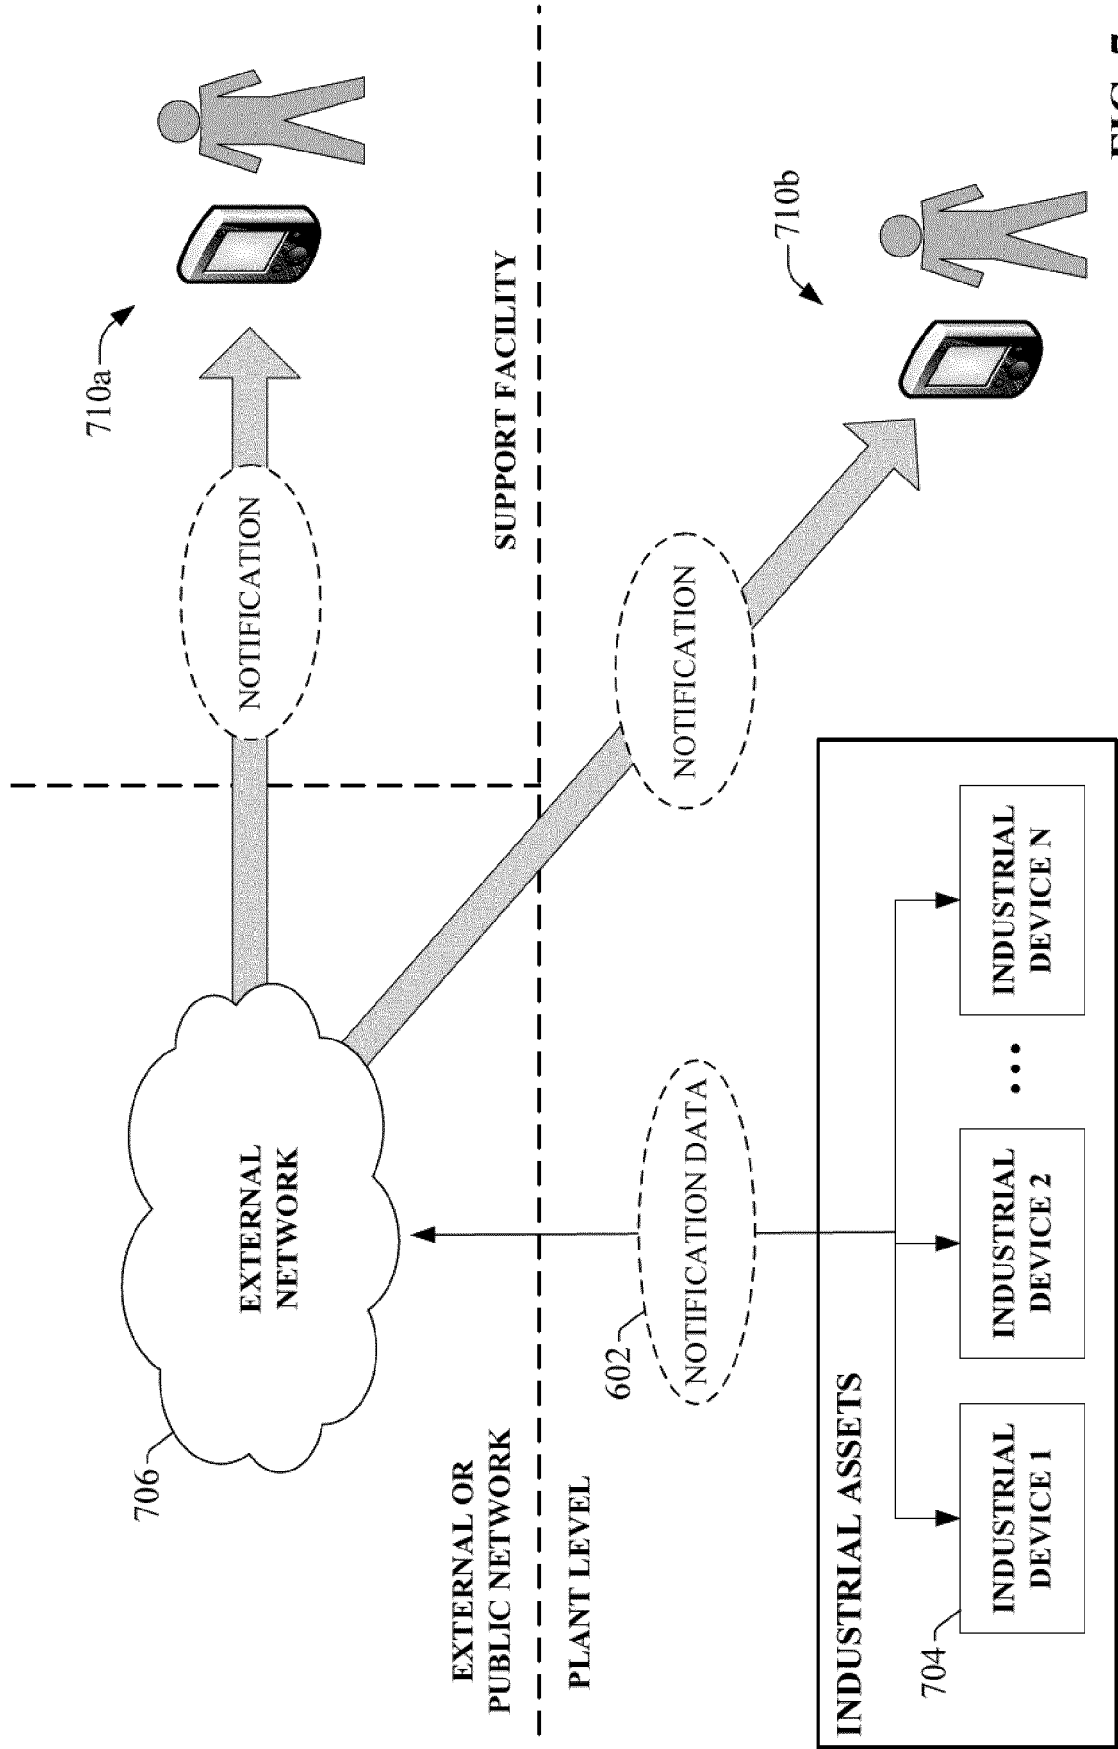 706
EXTERNAL
NETWORK
NOTIFICATION
710a
EXTERNAL OR
PUBLIC NETWORK
SUPPORT FACILITY
PLANT LEVEL
602
NOTIFICATION DATA
NOTIFICATION
710b
INDUSTRIAL ASSETS
704
INDUSTRIAL
DEVICE 1
INDUSTRIAL
DEVICE 2
...
INDUSTRIAL
DEVICE N
FIG.